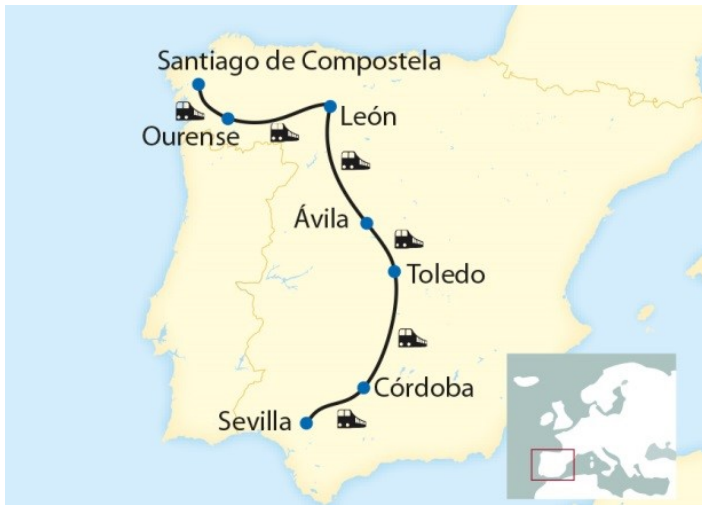 Santiago de Compostela
Ourense
León
Ávila
Toledo
Córdoba
Sevilla